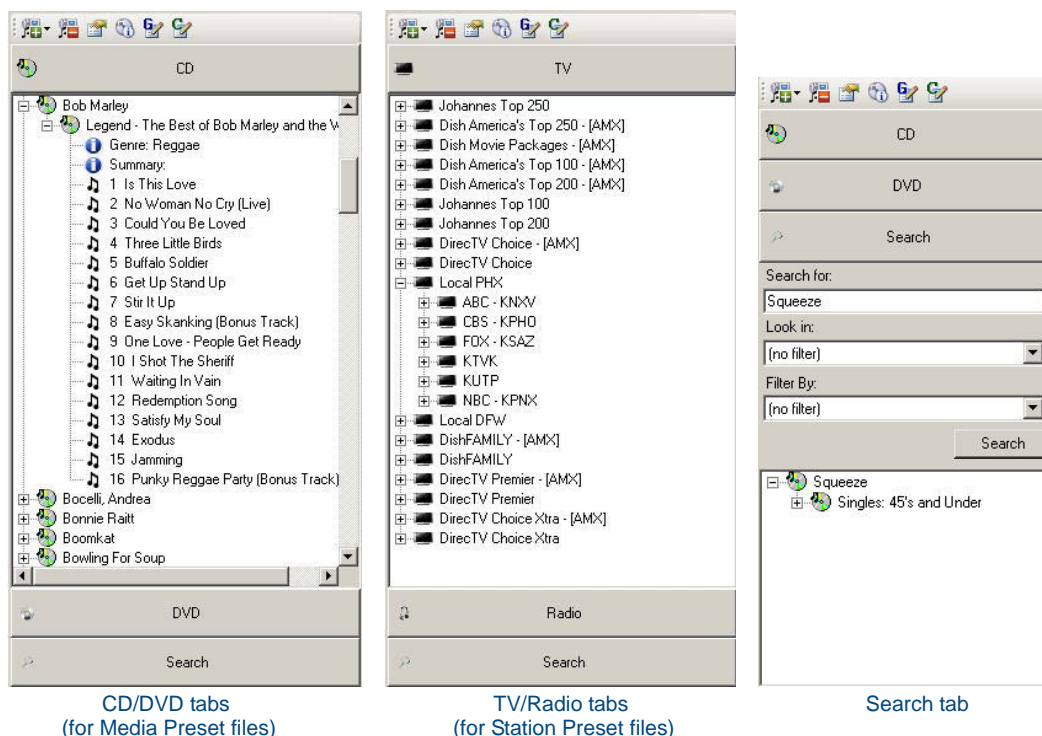 CD
Bob Marley
Legend - The Best of Bob Marley and the W
Genre: Reggae
Summary:
1 Is This Love
2 No Woman No Cry (Live)
3 Could You Be Loved
4 Three Little Birds
5 Buffalo Soldier
6 Get Up Stand Up
7 Stir It Up
8 Easy Skanking (Bonus Track)
9 One Love - People Get Ready
10 I Shot The Sheriff
11 Waiting In Vain
12 Redemption Song
13 Satisfy My Soul
14 Exodus
15 Jamming
16 Punky Reggae Party (Bonus Track)
Bocelli, Andrea
Bonnie Raitt
Boomkat
Bowling For Soup
DVD
Search
CD/DVD tabs
(for Media Preset files)
TV
Johannes Top 250
Dish America's Top 250 - [AMX]
Dish Movie Packages - [AMX]
Dish America's Top 100 - [AMX]
Dish America's Top 200 - [AMX]
Johannes Top 100
Johannes Top 200
DirecTV Choice - [AMX]
DirecTV Choice
Local PHX
ABC - KNXV
CBS - KPHO
FOX - KSAZ
KTVK
KUTP
NBC - KPNX
Local DFW
DishFAMILY - [AMX]
DishFAMILY
DirecTV Premier - [AMX]
DirecTV Premier
DirecTV Choice Xtra - [AMX]
DirecTV Choice Xtra
Radio
Search
TV/Radio tabs
(for Station Preset files)
CD
DVD
Search
Search for:
Squeeze
Look in:
(no filter)
Filter By:
(no filter)
Search
Squeeze
Singles: 45's and Under
Search tab